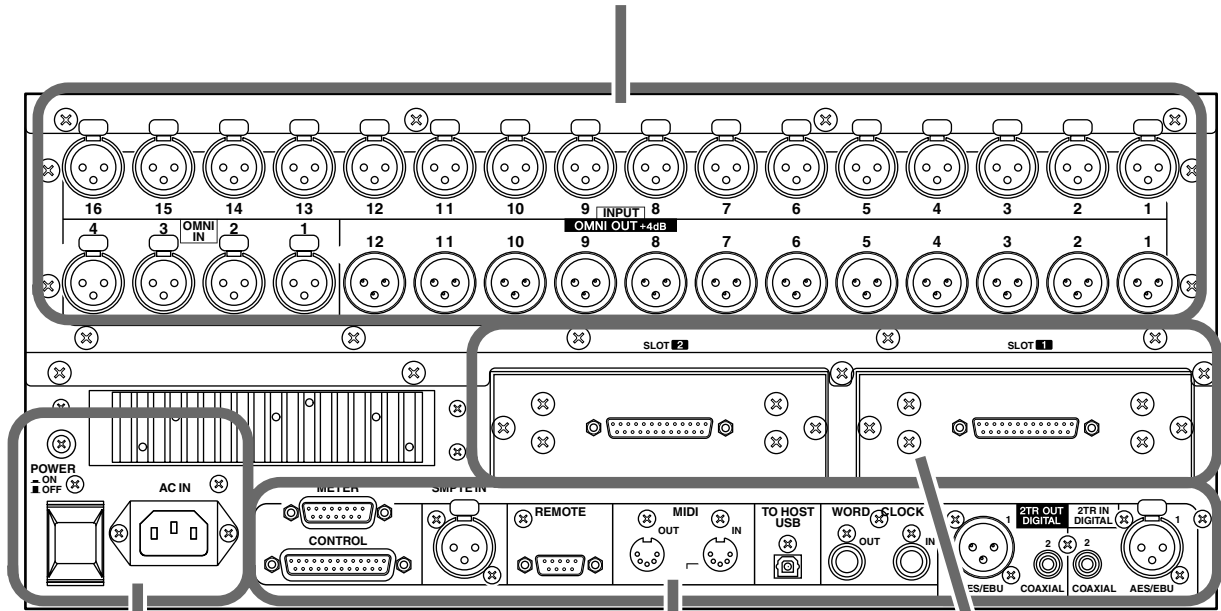 16 15 14 13 12 11 10 9 8 7 6 5 4 3 2 1
INPUT
4 3 2 1
OMNI IN
OMNI OUT +4dB
12 11 10 9 8 7 6 5 4 3 2 1
SLOT 2
SLOT 1
POWER
ON
OFF
AC IN
METER
CONTROL
SMPTE IN
REMOTE
MIDI
OUT
IN
TO HOST
USB
WORD CLOCK
OUT
IN
2TR OUT
DIGITAL
2TR IN
DIGITAL
1
2
2
1
AES/EBU
COAXIAL
COAXIAL
AES/EBU